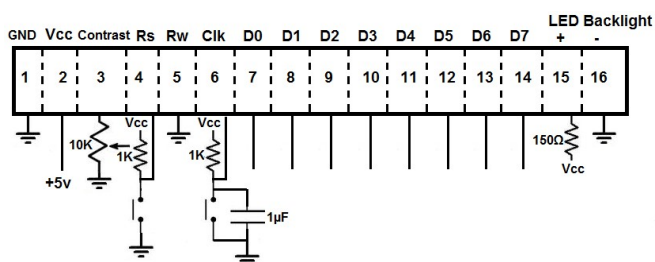 LED Backlight
GND Vcc Contrast Rs Rw Clk D0 D1 D2 D3 D4 D5 D6 D7 + -
1 2 3 4 5 6 7 8 9 10 11 12 13 14 15 16
Vcc Vcc
10K 1K 1K 150Ω
+5v Vcc
1µF